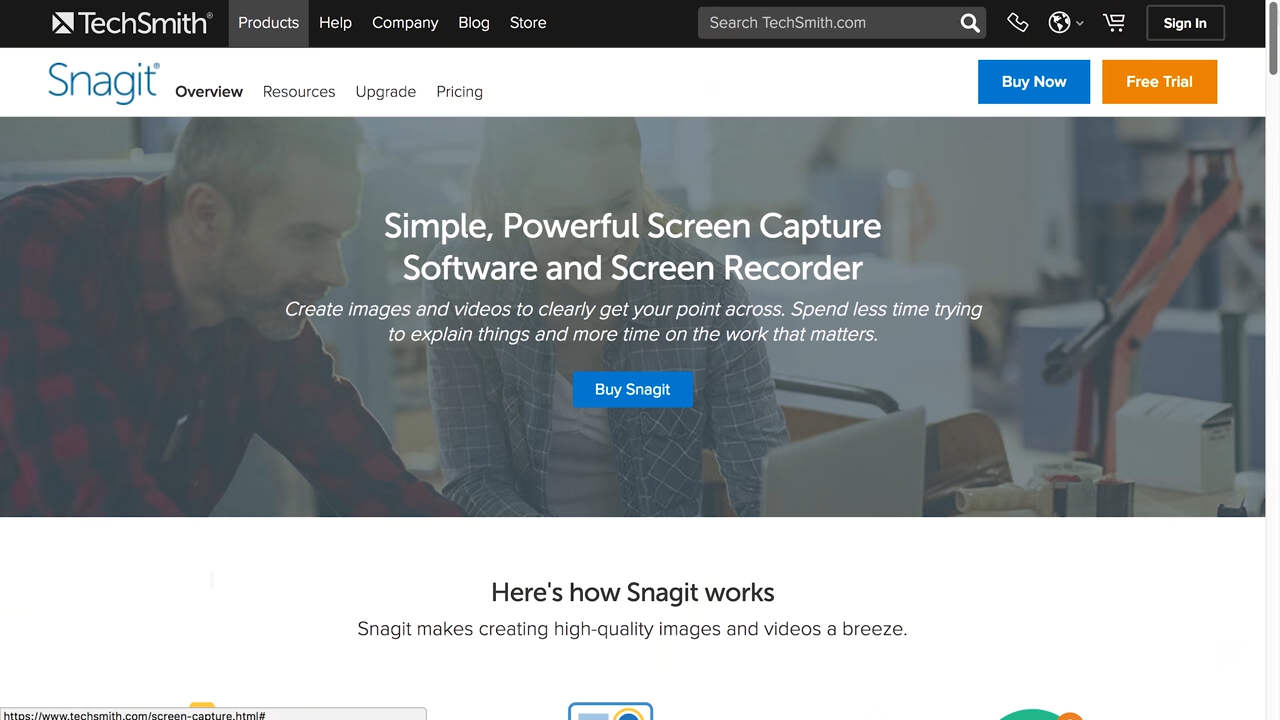 TechSmith®
Products
Help
Company
Blog
Store
Search TechSmith.com
Sign In
Snagit®
Overview
Resources
Upgrade
Pricing
Buy Now
Free Trial
Simple, Powerful Screen Capture
Software and Screen Recorder
Create images and videos to clearly get your point across. Spend less time trying
to explain things and more time on the work that matters.
Buy Snagit
Here's how Snagit works
Snagit makes creating high-quality images and videos a breeze.
https://www.techsmith.com/screen-capture.html#